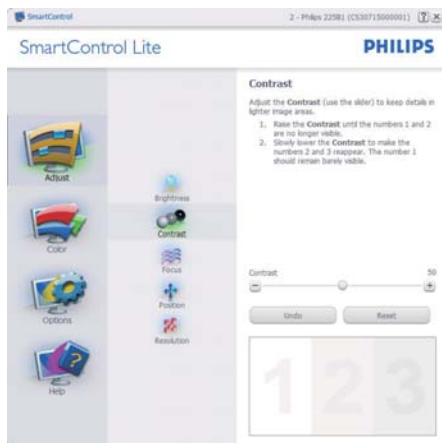 SmartControl
2 - Philips 225B1 (CS30715000001)
SmartControl Lite
PHILIPS
Adjust
Color
Options
Help
Brightness
Contrast
Focus
Position
Resolution
Contrast
Adjust the Contrast (use the slider) to keep details in
lighter image areas.
1. Raise the Contrast until the numbers 1 and 2
are no longer visible.
2. Slowly lower the Contrast to make the
numbers 2 and 3 reappear. The number 1
should remain barely visible.
Contrast 50
Undo Reset
1 2 3